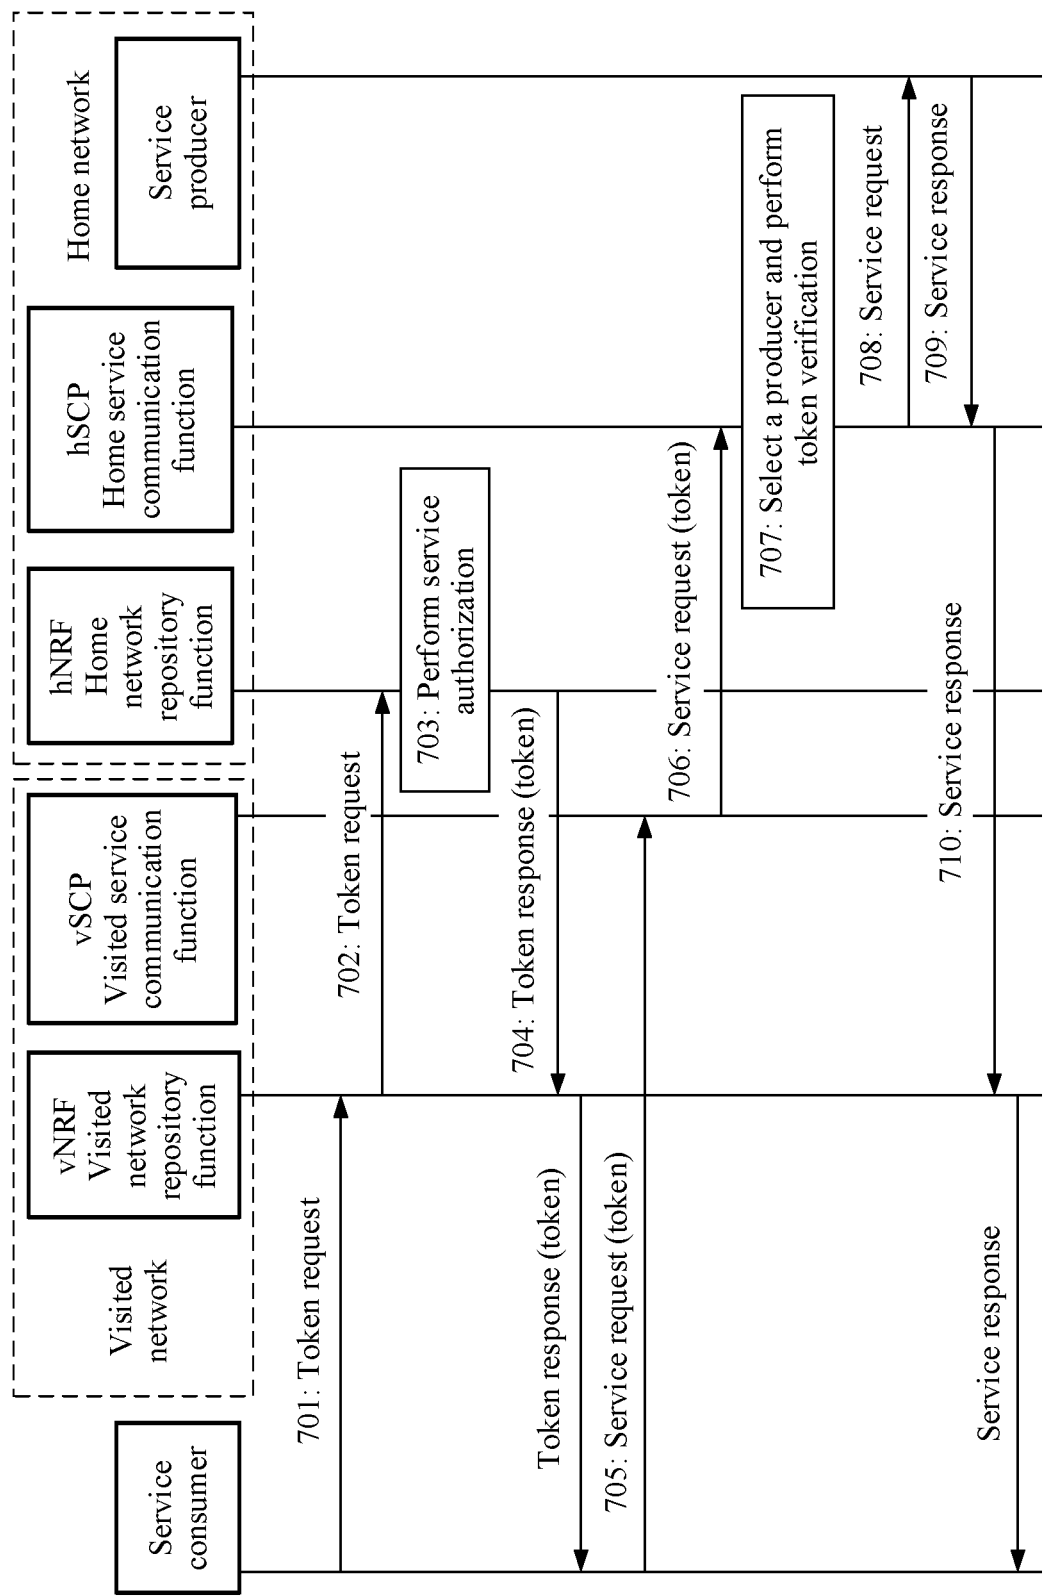 Visited
network
Home network
Service
consumer
vNRF
Visited
network
repository
function
vSCP
Visited service
communication
function
hNRF
Home
network
repository
function
hSCP
Home service
communication
function
Service
producer
701: Token request
702: Token request
703: Perform service
authorization
704: Token response (token)
Token response (token)
705: Service request (token)
706: Service request (token)
707: Select a producer and perform
token verification
708: Service request
709: Service response
710: Service response
Service response